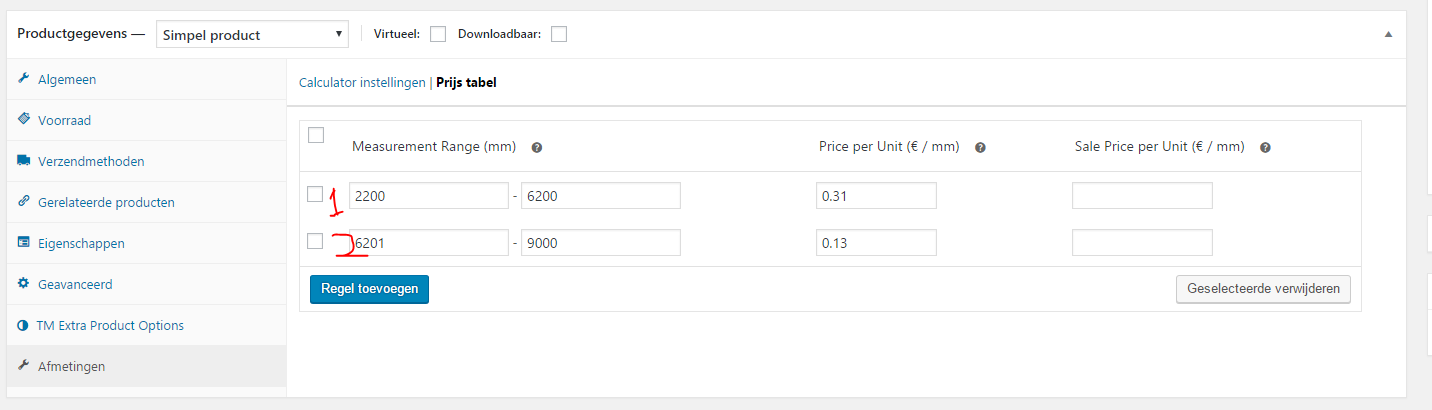 Productgegevens — Simpel product Virtueel: Downloadbaar:
Algemeen
Voorraad
Verzendmethoden
Gerelateerde producten
Eigenschappen
Geavanceerd
TM Extra Product Options
Afmetingen
Calculator instellingen | Prijs tabel
Measurement Range (mm) Price per Unit (€ / mm) Sale Price per Unit (€ / mm)
1 2200 - 6200 0.31
2 6201 - 9000 0.13
Regel toevoegen Geselecteerde verwijderen